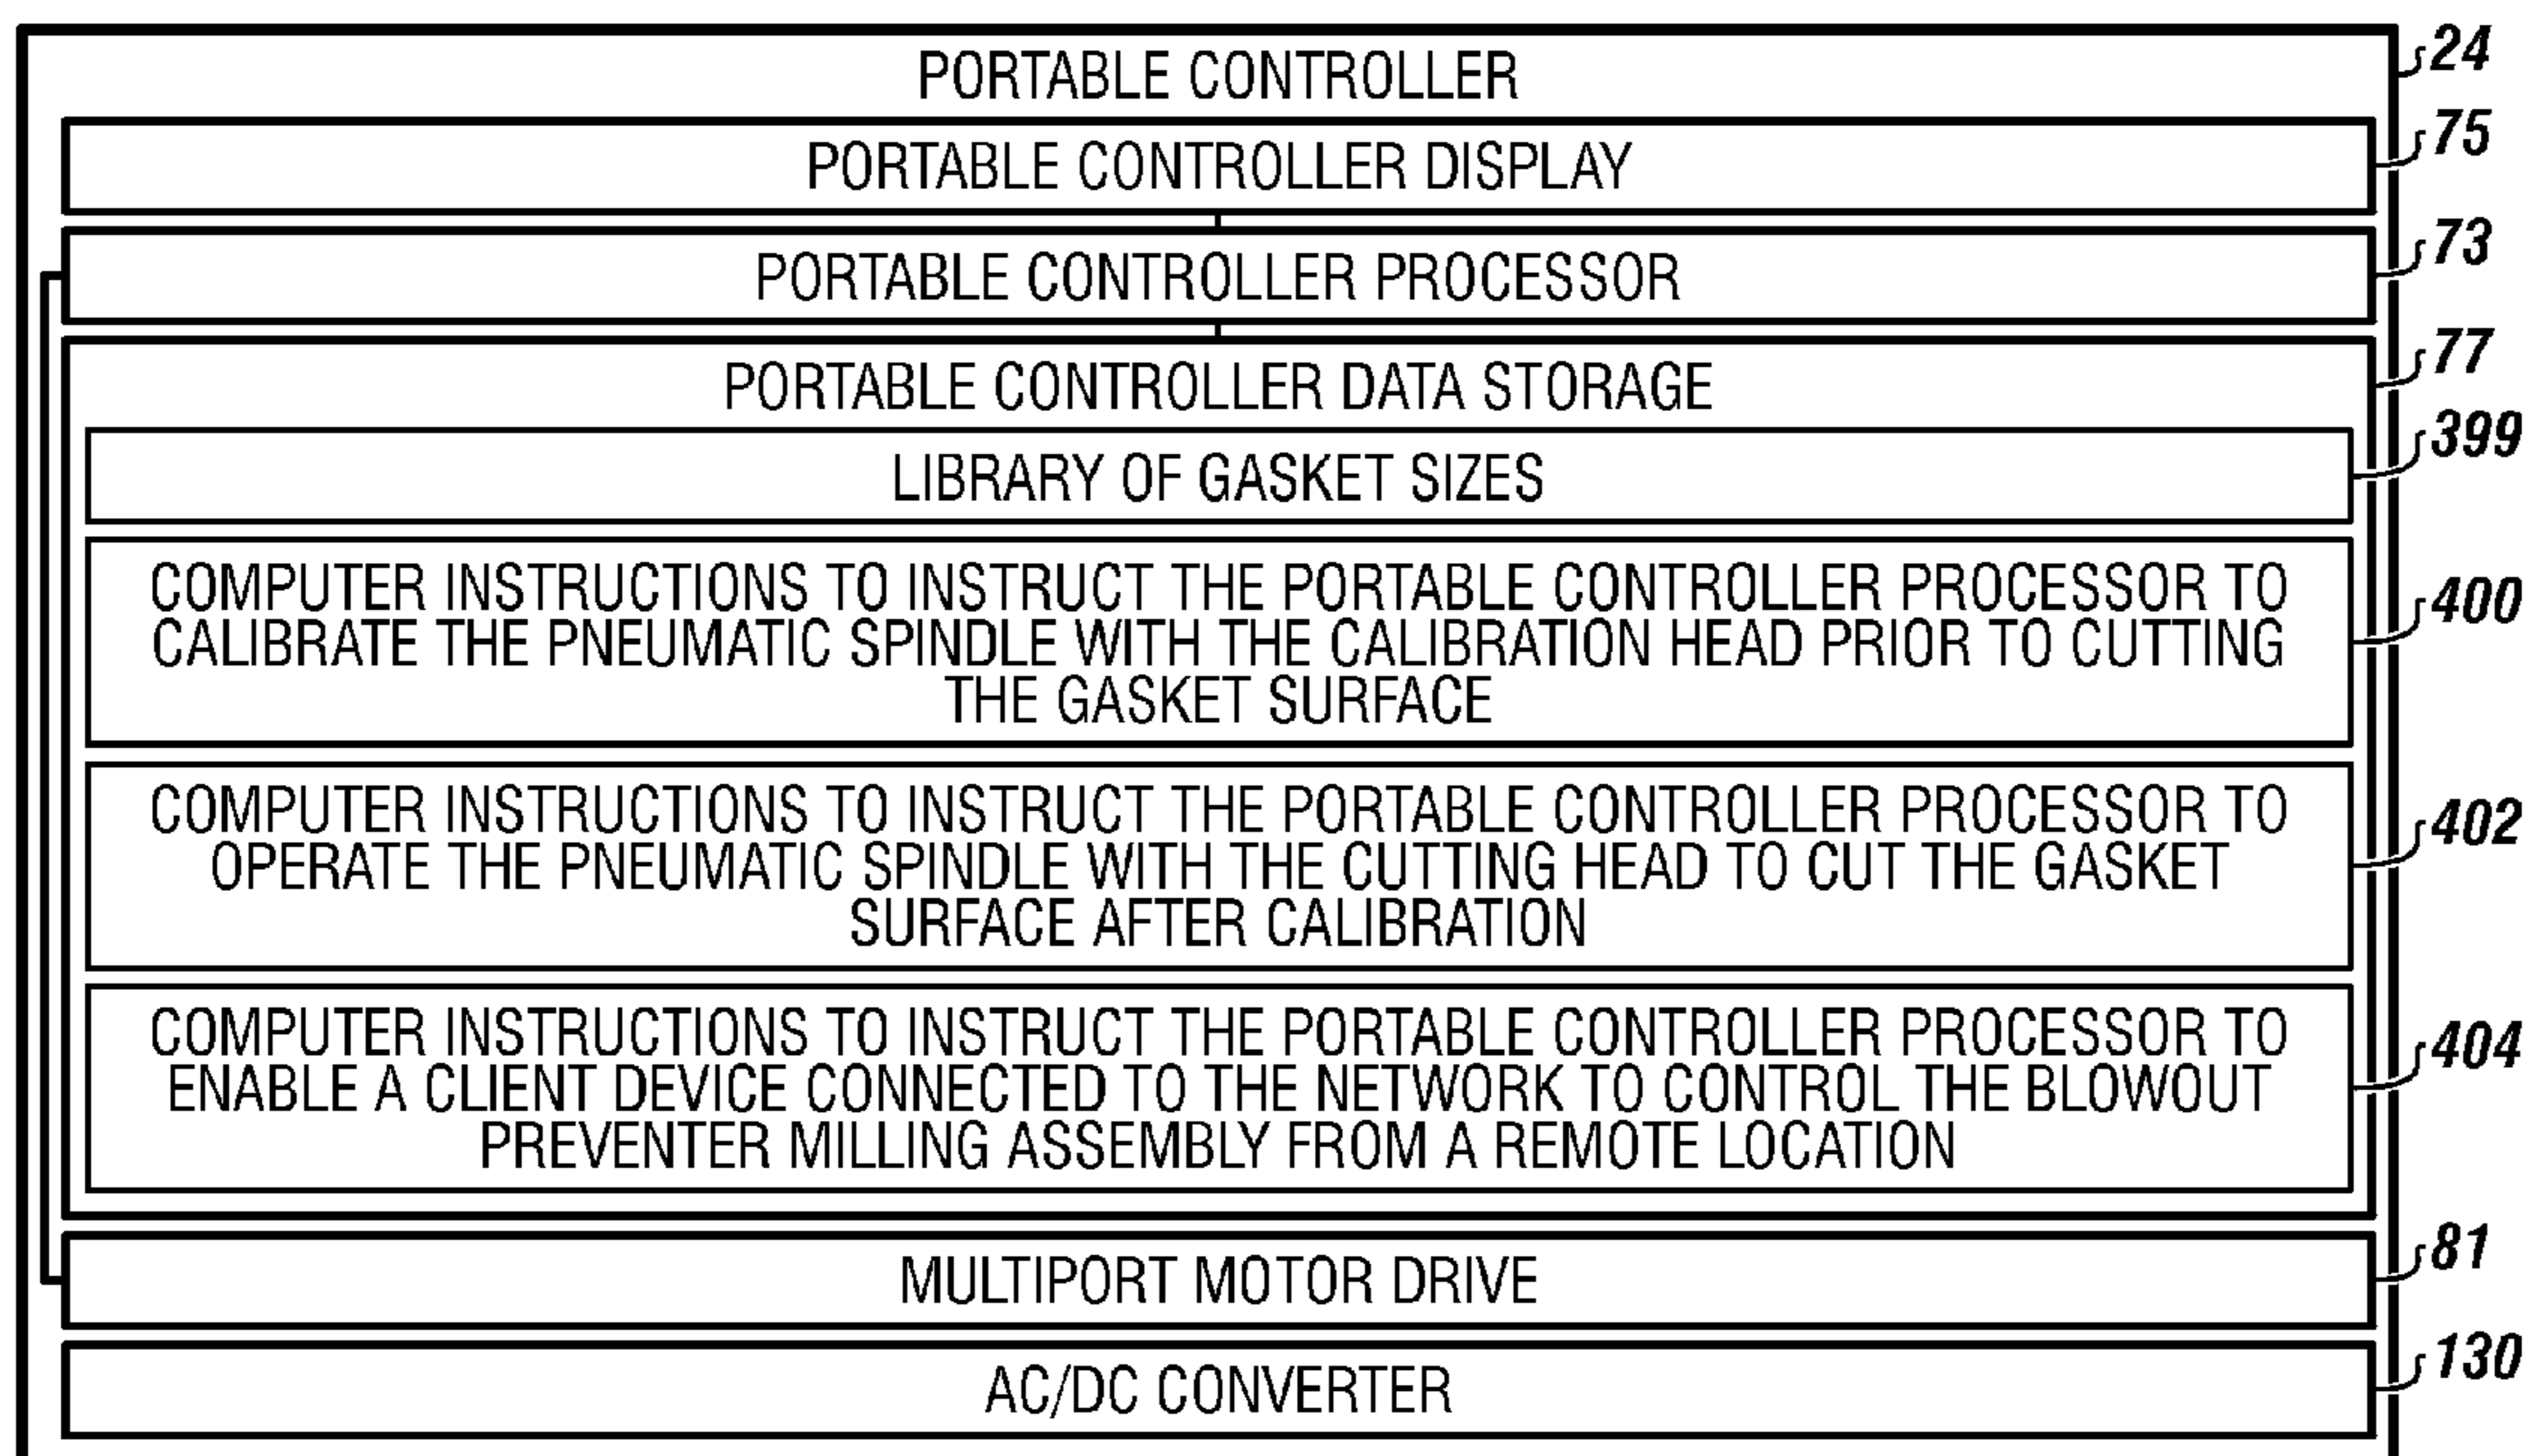 PORTABLE CONTROLLER 24
PORTABLE CONTROLLER DISPLAY 75
PORTABLE CONTROLLER PROCESSOR 73
PORTABLE CONTROLLER DATA STORAGE 77
LIBRARY OF GASKET SIZES 399
COMPUTER INSTRUCTIONS TO INSTRUCT THE PORTABLE CONTROLLER PROCESSOR TO 400
CALIBRATE THE PNEUMATIC SPINDLE WITH THE CALIBRATION HEAD PRIOR TO CUTTING
THE GASKET SURFACE
COMPUTER INSTRUCTIONS TO INSTRUCT THE PORTABLE CONTROLLER PROCESSOR TO 402
OPERATE THE PNEUMATIC SPINDLE WITH THE CUTTING HEAD TO CUT THE GASKET
SURFACE AFTER CALIBRATION
COMPUTER INSTRUCTIONS TO INSTRUCT THE PORTABLE CONTROLLER PROCESSOR TO 404
ENABLE A CLIENT DEVICE CONNECTED TO THE NETWORK TO CONTROL THE BLOWOUT
PREVENTER MILLING ASSEMBLY FROM A REMOTE LOCATION
MULTIPORT MOTOR DRIVE 81
AC/DC CONVERTER 130